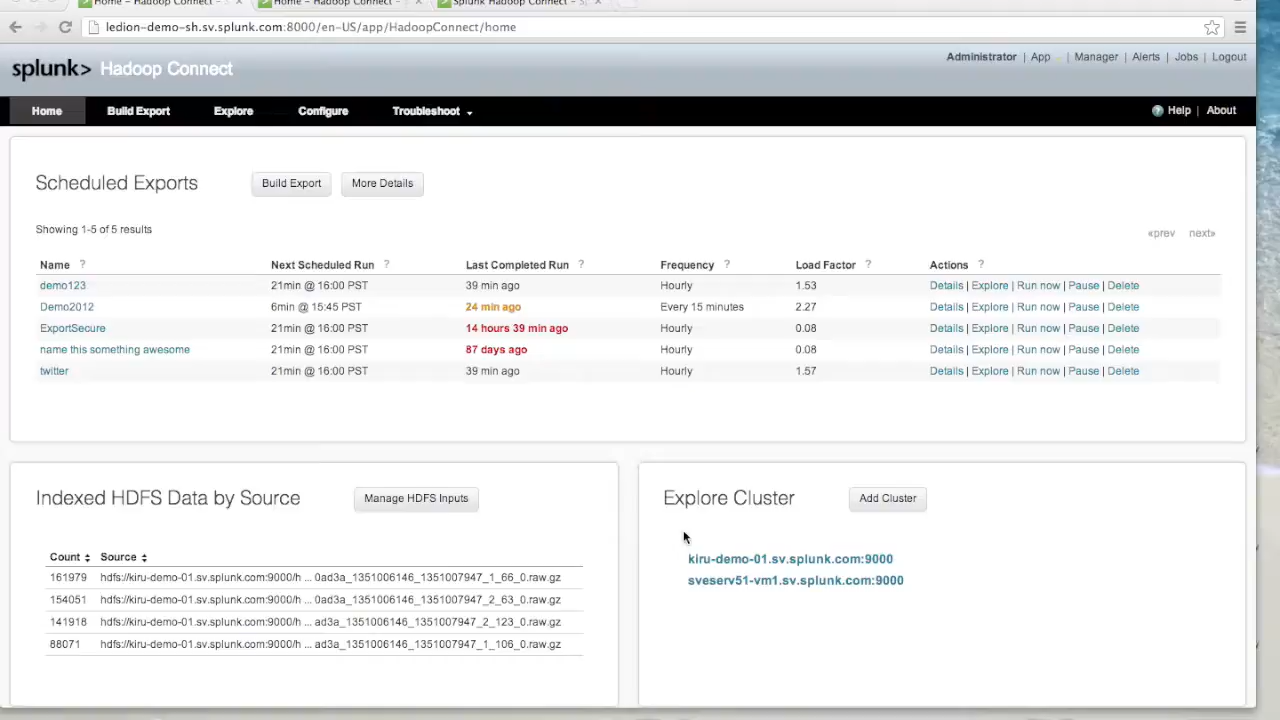 Home – Hadoop Connect - S
Home – Hadoop Connect -
Splunk Hadoop Connect - S
ledion-demo-sh.sv.splunk.com:8000/en-US/app/HadoopConnect/home
splunk> Hadoop Connect
Administrator | App | Manager | Alerts | Jobs | Logout
Home Build Export Explore Configure Troubleshoot
? Help | About
Scheduled Exports Build Export More Details
Showing 1-5 of 5 results
«prev next»
Name ? Next Scheduled Run ? Last Completed Run ? Frequency ? Load Factor ? Actions ?
demo123 21min @ 16:00 PST 39 min ago Hourly 1.53 Details | Explore | Run now | Pause | Delete
Demo2012 6min @ 15:45 PST 24 min ago Every 15 minutes 2.27 Details | Explore | Run now | Pause | Delete
ExportSecure 21min @ 16:00 PST 14 hours 39 min ago Hourly 0.08 Details | Explore | Run now | Pause | Delete
name this something awesome 21min @ 16:00 PST 87 days ago Hourly 0.08 Details | Explore | Run now | Pause | Delete
twitter 21min @ 16:00 PST 39 min ago Hourly 1.57 Details | Explore | Run now | Pause | Delete
Indexed HDFS Data by Source Manage HDFS Inputs
Count Source
161979 hdfs://kiru-demo-01.sv.splunk.com:9000/h ... 0ad3a_1351006146_1351007947_1_66_0.raw.gz
154051 hdfs://kiru-demo-01.sv.splunk.com:9000/h ... 0ad3a_1351006146_1351007947_2_63_0.raw.gz
141918 hdfs://kiru-demo-01.sv.splunk.com:9000/h ... ad3a_1351006146_1351007947_2_123_0.raw.gz
88071 hdfs://kiru-demo-01.sv.splunk.com:9000/h ... ad3a_1351006146_1351007947_1_106_0.raw.gz
Explore Cluster Add Cluster
kiru-demo-01.sv.splunk.com:9000
sveserv51-vm1.sv.splunk.com:9000